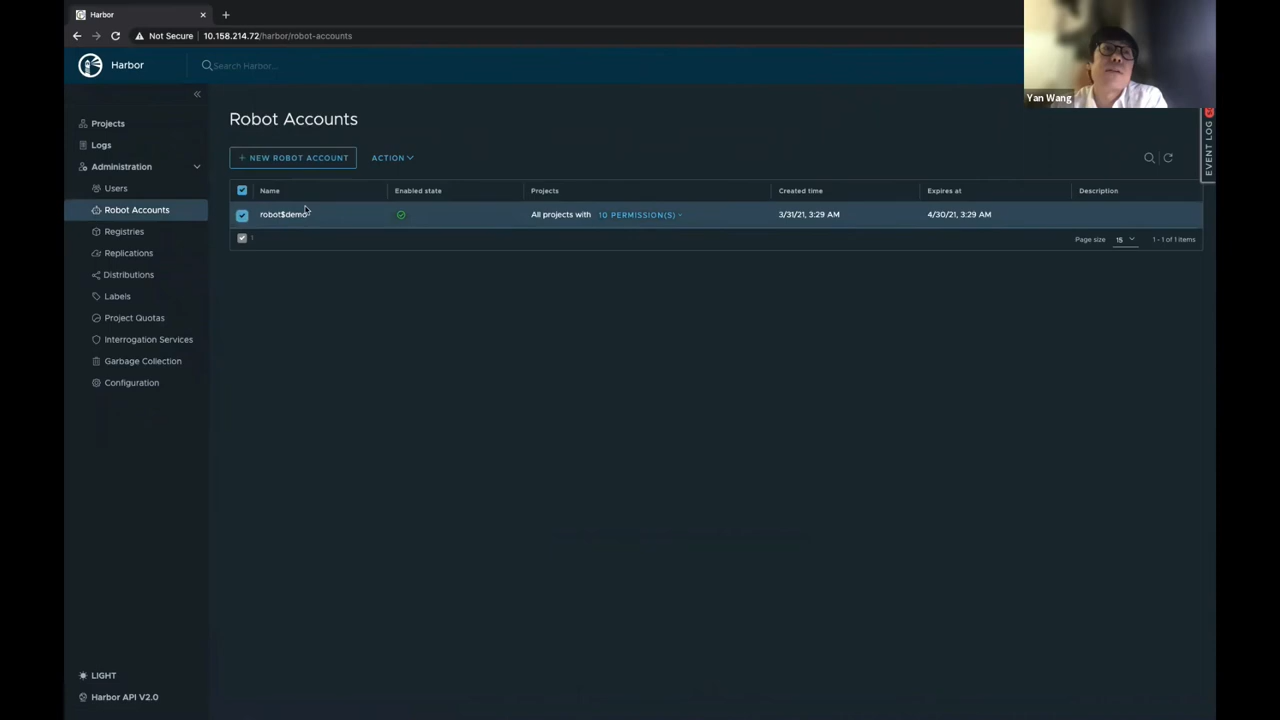 Harbor
Not Secure
10.158.214.72/harbor/robot-accounts
Harbor
Search Harbor...
Yan Wang
EVENT LOG
Projects
Logs
Administration
Users
Robot Accounts
Registries
Replications
Distributions
Labels
Project Quotas
Interrogation Services
Garbage Collection
Configuration
LIGHT
Harbor API V2.0
Robot Accounts
+ NEW ROBOT ACCOUNT
ACTION
Name Enabled state Projects Created time Expires at Description
robot$demo All projects with 10 PERMISSION(S) 3/31/21, 3:29 AM 4/30/21, 3:29 AM
1 Page size 15 1 - 1 of 1 items